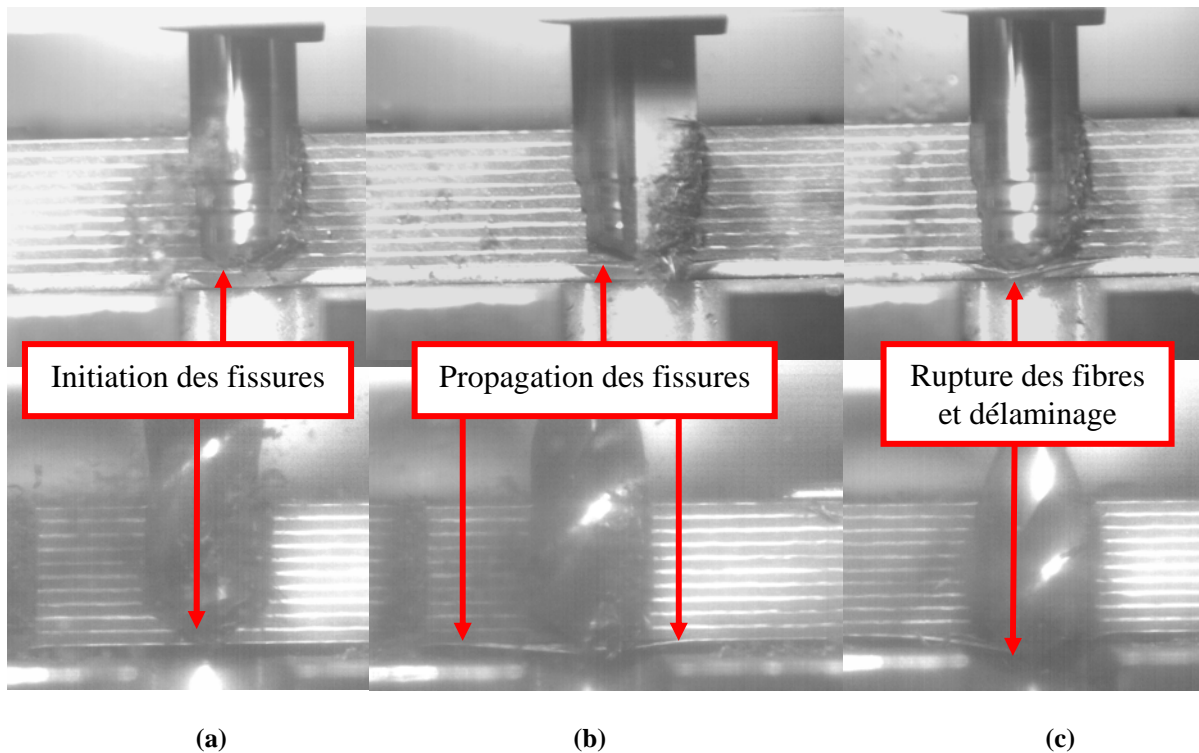 Initiation des fissures
Propagation des fissures
Rupture des fibres
et délaminage
(a)
(b)
(c)